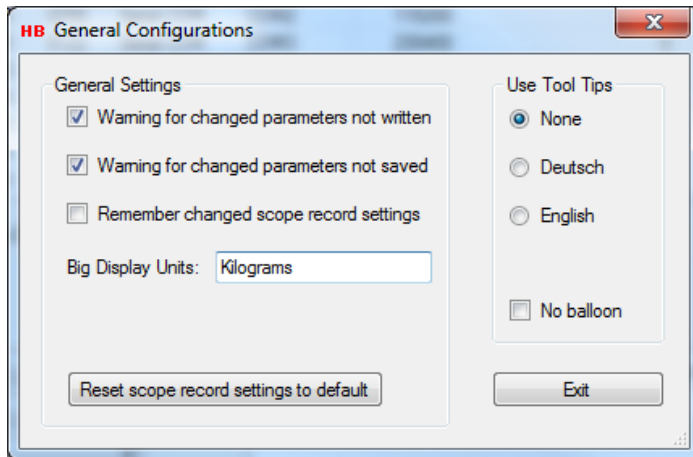 HB General Configurations
General Settings
Warning for changed parameters not written
Warning for changed parameters not saved
Remember changed scope record settings
Big Display Units: Kilograms
Reset scope record settings to default
Use Tool Tips
None
Deutsch
English
No balloon
Exit